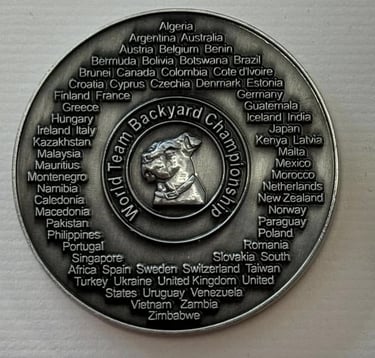 Algeria
Argentina Australia
Austria Belgium Benin
Bermuda Bolivia Botswana Brazil
Brunei Canada Colombia Cote d'Ivoire
Croatia Cyprus Czechia Denmark Estonia
Finland France Germany
Greece Guatemala
Hungary Iceland India
Ireland Italy Japan
Kazakhstan Kenya Latvia
Malaysia Malta
Mauritius Mexico
Montenegro Morocco
Namibia Netherlands
Caledonia New Zealand
Macedonia Norway
Pakistan Paraguay
Philippines Poland
Portugal Romania
Singapore Slovakia South
Africa Spain Sweden Switzerland Taiwan
Turkey Ukraine United Kingdom United
States Uruguay Venezuela
Vietnam Zambia
Zimbabwe
World Team Backyard Championship